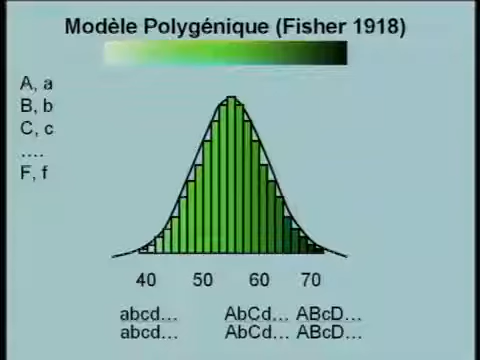 Modèle Polygénique (Fisher 1918)
A, a
B, b
C, c
....
F, f
40 50 60 70
abcd... AbCd... ABcD...
abcd... AbCd... ABcD...